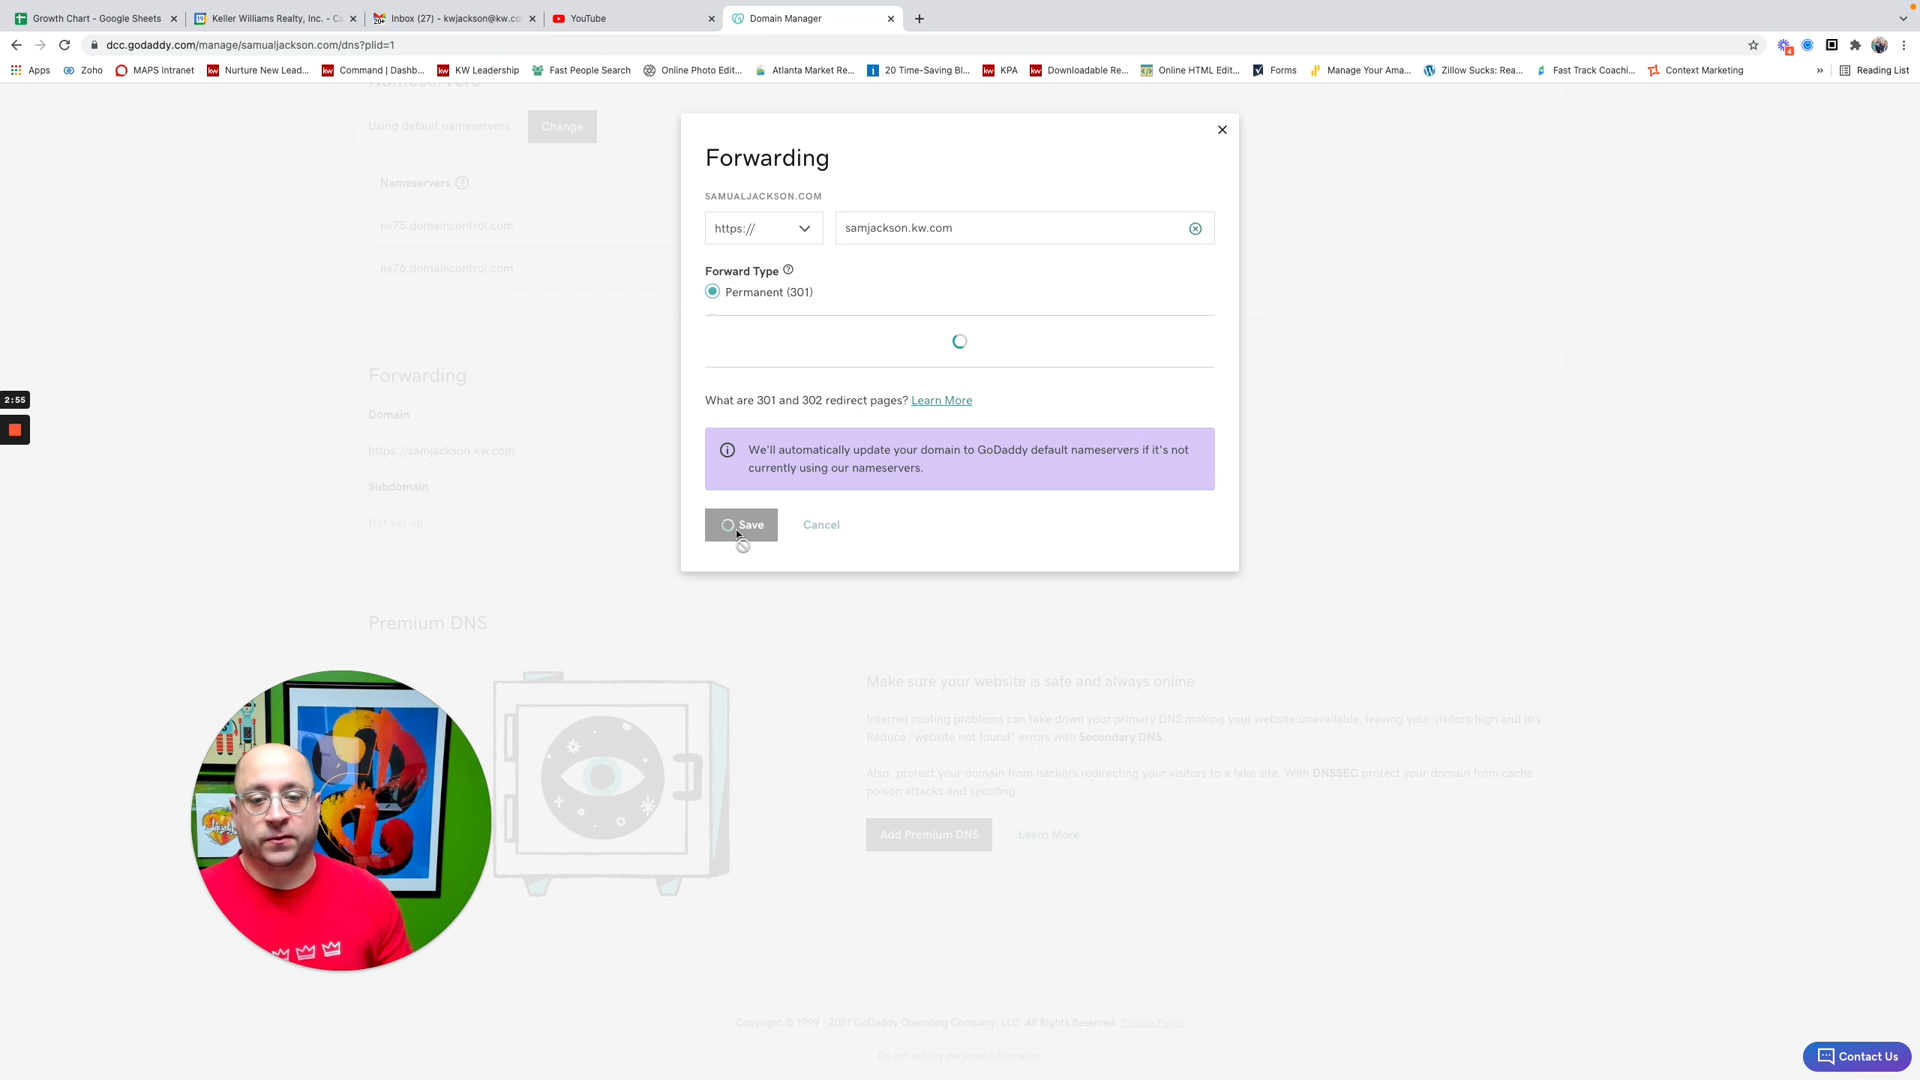 Growth Chart - Google Sheets
Keller Williams Realty, Inc. - Ca
Inbox (27) - kwjackson@kw.co
YouTube
Domain Manager
dcc.godaddy.com/manage/samualjackson.com/dns?plid=1
Apps
Zoho
MAPS Intranet
Nurture New Lead...
Command | Dashb...
KW Leadership
Fast People Search
Online Photo Edit...
Atlanta Market Re...
20 Time-Saving Bl...
KPA
Downloadable Re...
Online HTML Edit...
Forms
Manage Your Ama...
Zillow Sucks: Rea...
Fast Track Coachi...
Context Marketing
»
Reading List
Nameservers
Using default nameservers
Change
Nameservers
ns75.domaincontrol.com
ns76.domaincontrol.com
Forwarding
SAMUALJACKSON.COM
https://
samjackson.kw.com
Forward Type
Permanent (301)
What are 301 and 302 redirect pages? Learn More
We'll automatically update your domain to GoDaddy default nameservers if it's not
currently using our nameservers.
Save
Cancel
2:55
Forwarding
Domain
https://samjackson.kw.com
Subdomain
Not set up
Premium DNS
Make sure your website is safe and always online
Internet routing problems can take down your primary DNS making your website unavailable, leaving your visitors high and dry.
Reduce "website not found" errors with Secondary DNS.
Also, protect your domain from hackers redirecting your visitors to a fake site. With DNSSEC protect your domain from cache
poison attacks and spoofing.
Add Premium DNS
Learn More
Copyright © 1999 - 2021 GoDaddy Operating Company, LLC. All Rights Reserved. Privacy Policy
Do not sell my personal information
Contact Us